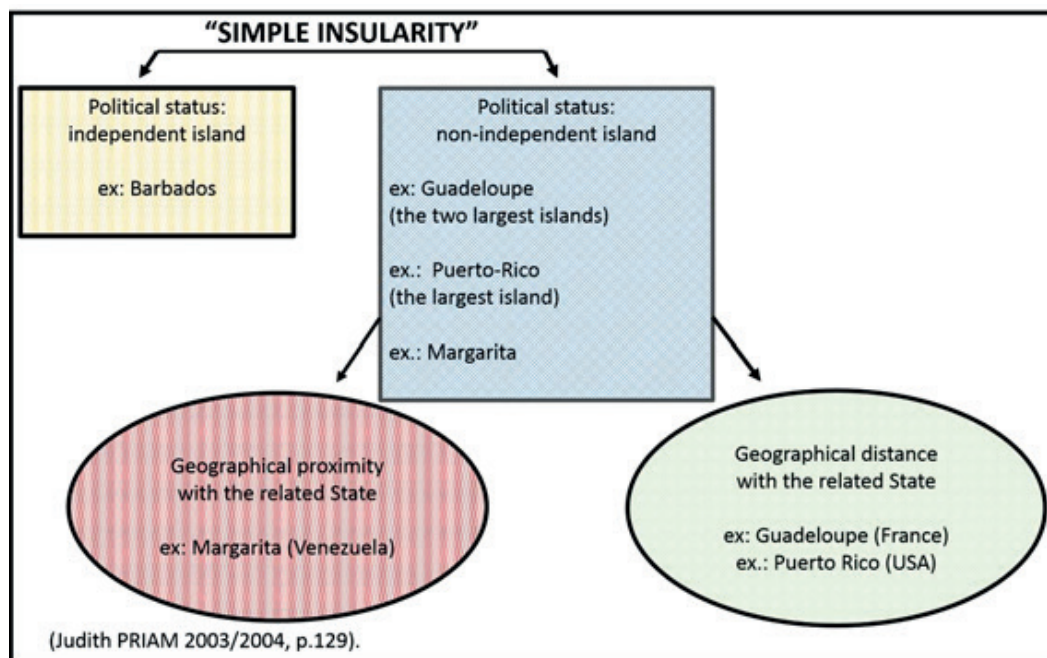 “SIMPLE INSULARITY”
Political status:
independent island
ex: Barbados
Political status:
non-independent island
ex: Guadeloupe
(the two largest islands)
ex.: Puerto-Rico
(the largest island)
ex.: Margarita
Geographical proximity
with the related State
ex: Margarita (Venezuela)
Geographical distance
with the related State
ex: Guadeloupe (France)
ex.: Puerto Rico (USA)
(Judith PRIAM 2003/2004, p.129).